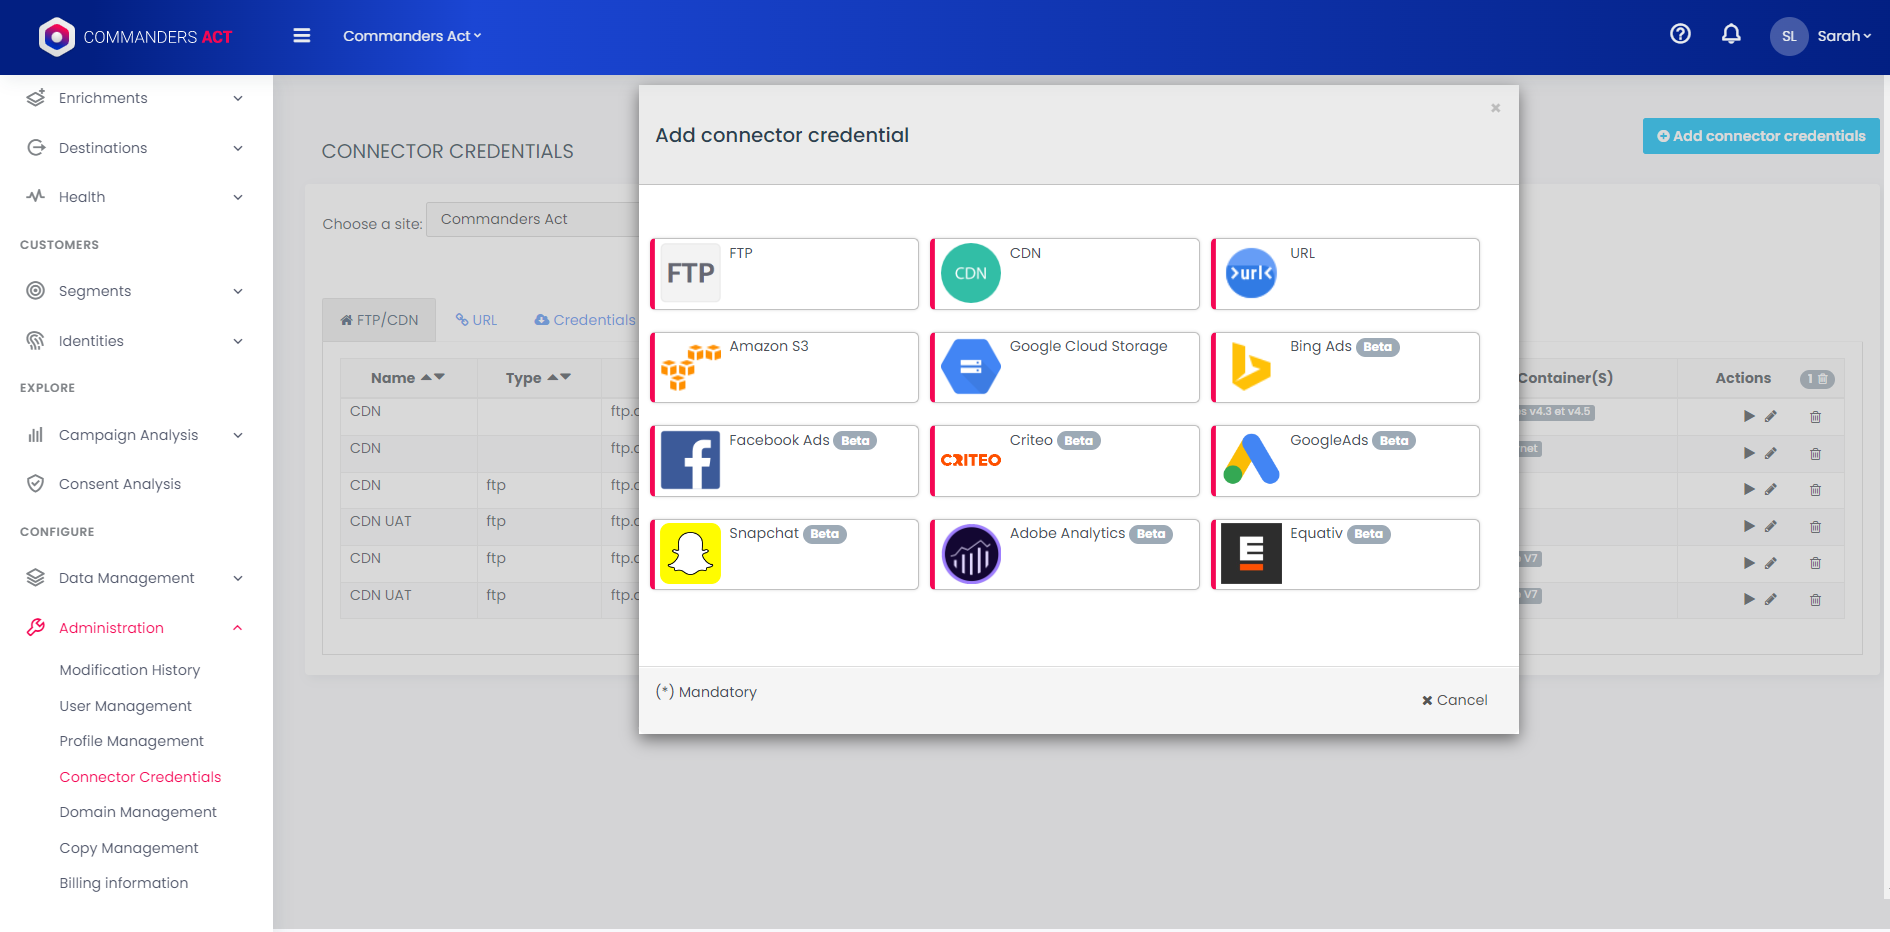 COMMANDERS ACT
Commanders Act
SL
Sarah
Enrichments
Destinations
Health
CUSTOMERS
Segments
Identities
EXPLORE
Campaign Analysis
Consent Analysis
CONFIGURE
Data Management
Administration
Modification History
User Management
Profile Management
Connector Credentials
Domain Management
Copy Management
Billing information
CONNECTOR CREDENTIALS
Add connector credentials
Choose a site: Commanders Act
FTP/CDN URL Credentials
Name Type Container(S) Actions 1
CDN ftp.c s v4.3 et v4.5
CDN ftp.c net
CDN ftp ftp.c
CDN UAT ftp ftp.c
CDN ftp ftp.c V7
CDN UAT ftp ftp.c V7
Add connector credential
×
FTP FTP
CDN CDN
>url< URL
Amazon S3
Google Cloud Storage
Bing Ads Beta
Facebook Ads Beta
CRITEO Criteo Beta
GoogleAds Beta
Snapchat Beta
Adobe Analytics Beta
E Equativ Beta
(*) Mandatory
Cancel